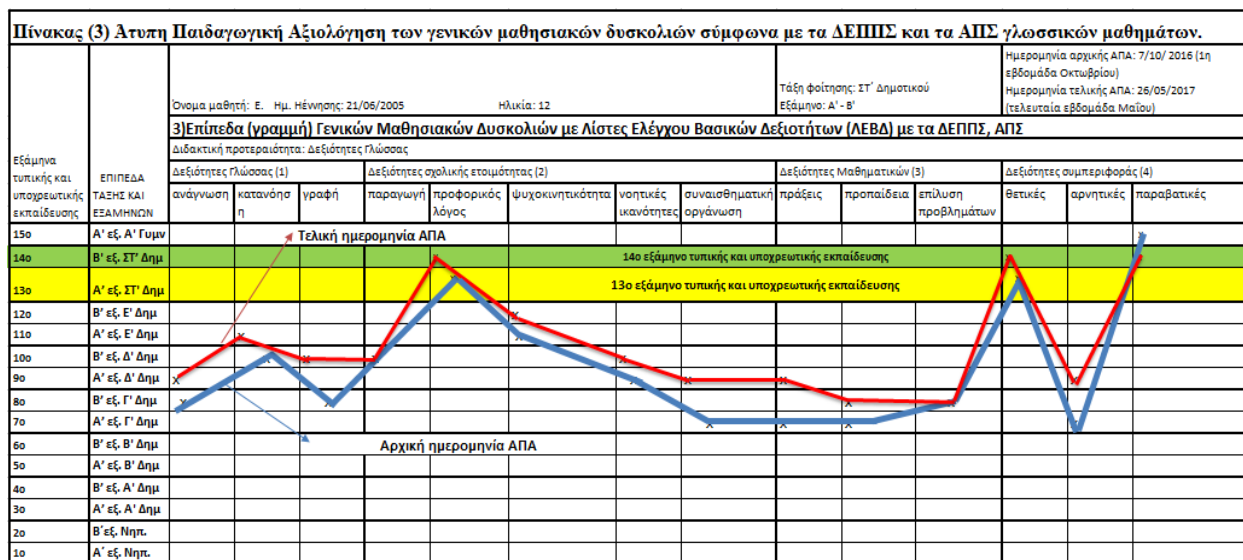 Πίνακας (3) Άτυπη Παιδαγωγική Αξιολόγηση των γενικών μαθησιακών δυσκολιών σύμφωνα με τα ΔΕΠΠΣ και τα ΑΠΣ γλωσσικών μαθημάτων.
Όνομα μαθητή: Ε. Ημ. Ηέννησης: 21/06/2005 Ηλικία: 12
Τάξη φοίτησης: ΣΤ΄ Δημοτικού
Εξάμηνο: Α' - Β'
Ημερομηνία αρχικής ΑΠΑ: 7/10/ 2016 (1η
εβδομάδα Οκτωβρίου)
Ημερομηνία τελικής ΑΠΑ: 26/05/2017
(τελευταία εβδομάδα Μαΐου)
3)Επίπεδα (γραμμή) Γενικών Μαθησιακών Δυσκολιών με Λίστες Ελέγχου Βασικών Δεξιοτήτων (ΛΕΒΔ) με τα ΔΕΠΠΣ, ΑΠΣ
Διδακτική προτεραιότητα: Δεξιότητες Γλώσσας
Εξάμηνα
τυπικής και
υποχρεωτικής
εκπαίδευσης
ΕΠΙΠΕΔΑ
ΤΑΞΗΣ ΚΑΙ
ΕΞΑΜΗΝΩΝ
Δεξιότητες Γλώσσας (1)
Δεξιότητες σχολικής ετοιμότητας (2)
Δεξιότητες Μαθηματικών (3)
Δεξιότητες συμπεριφοράς (4)
ανάγνωση
κατανόησ
η
γραφή
παραγωγή
προφορικός
λόγος
ψυχοκινητικότητα
νοητικές
ικανότητες
συναισθηματική
οργάνωση
πράξεις
προπαίδεια
επίλυση
προβλημάτων
θετικές
αρνητικές
παραβατικές
15ο Α' εξ. Α' Γυμν
Τελική ημερομηνία ΑΠΑ
14ο Β' εξ. ΣΤ' Δημ
14ο εξάμηνο τυπικής και υποχρεωτικής εκπαίδευσης
13ο Α' εξ. ΣΤ' Δημ
13ο εξάμηνο τυπικής και υποχρεωτικής εκπαίδευσης
12ο Β' εξ. Ε' Δημ
11ο Α' εξ. Ε' Δημ
10ο Β' εξ. Δ' Δημ
9ο Α' εξ. Δ' Δημ
8ο Β' εξ. Γ' Δημ
7ο Α' εξ. Γ' Δημ
6ο Β' εξ. Β' Δημ
Αρχική ημερομηνία ΑΠΑ
5ο Α' εξ. Β' Δημ
4ο Β' εξ. Α' Δημ
3ο Α' εξ. Α' Δημ
2ο Β΄εξ. Νηπ.
1ο Α΄ εξ. Νηπ.